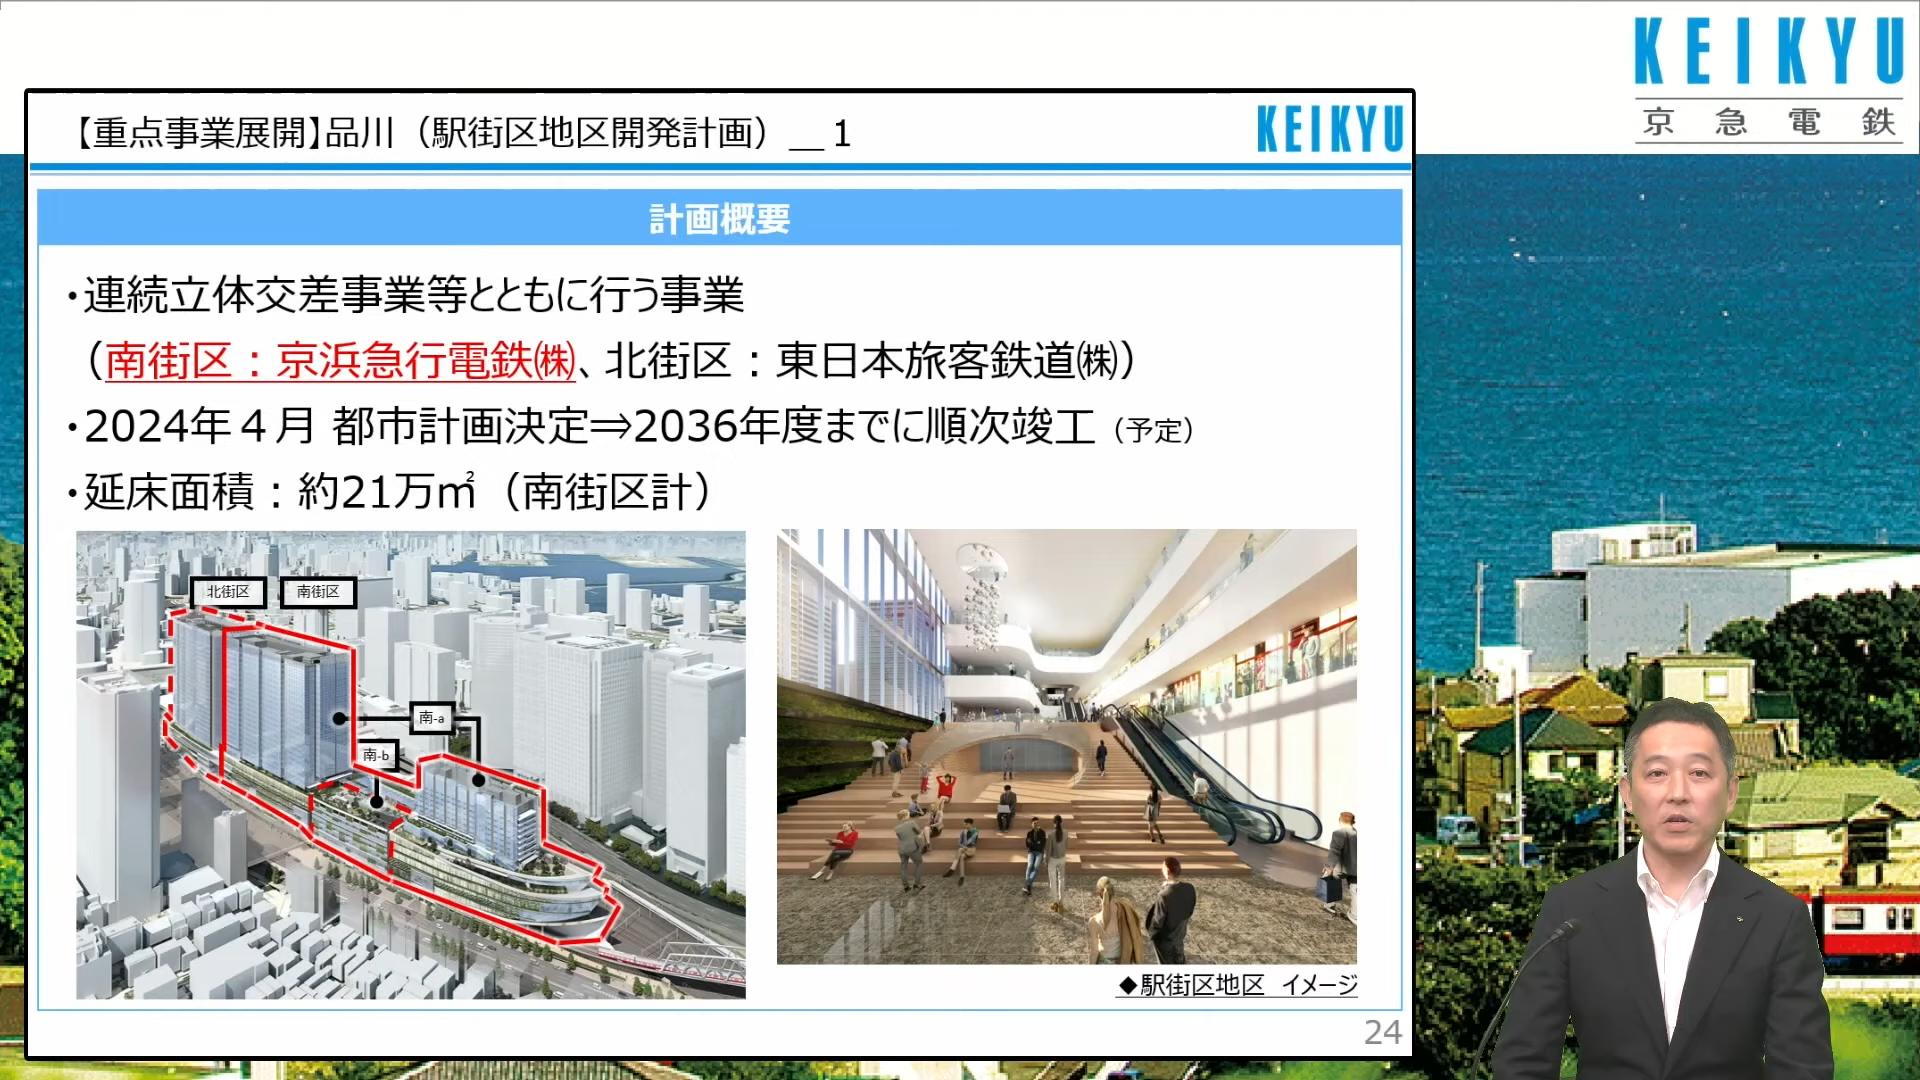 KEIKYU
京急電鉄
【重点事業展開】品川（駅街区地区開発計画）＿1
KEIKYU
計画概要
・連続立体交差事業等とともに行う事業
（南街区：京浜急行電鉄㈱、北街区：東日本旅客鉄道㈱）
・2024年４月 都市計画決定⇒2036年度までに順次竣工（予定）
・延床面積：約21万㎡（南街区計）
北街区
南街区
南-a
南-b
◆駅街区地区　イメージ
24